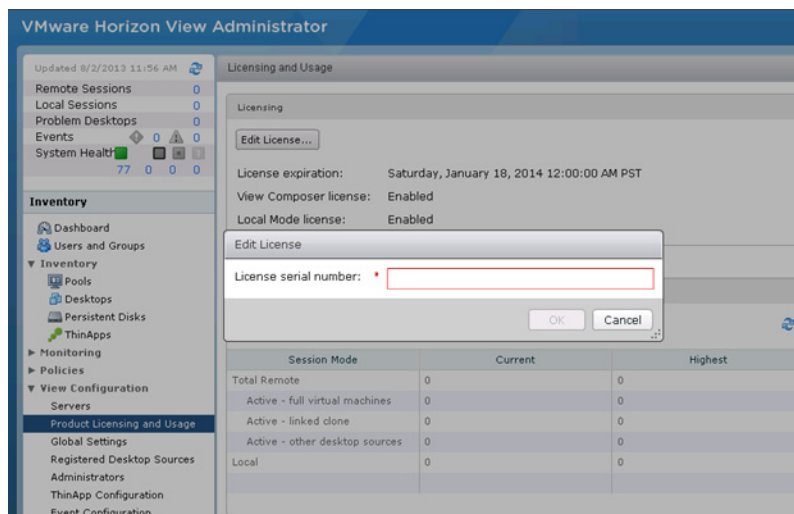 VMware Horizon View Administrator
Updated 8/2/2013 11:56 AM
Remote Sessions 0
Local Sessions 0
Problem Desktops 0
Events 0 0
System Health
77 0 0 0
Inventory
Dashboard
Users and Groups
Inventory
Pools
Desktops
Persistent Disks
ThinApps
Monitoring
Policies
View Configuration
Servers
Product Licensing and Usage
Global Settings
Registered Desktop Sources
Administrators
ThinApp Configuration
Event Configuration
Licensing and Usage
Licensing
Edit License...
License expiration: Saturday, January 18, 2014 12:00:00 AM PST
View Composer license: Enabled
Local Mode license: Enabled
Edit License
License serial number: *
OK Cancel
Session Mode Current Highest
Total Remote 0 0
Active - full virtual machines 0 0
Active - linked clone 0 0
Active - other desktop sources 0 0
Local 0 0